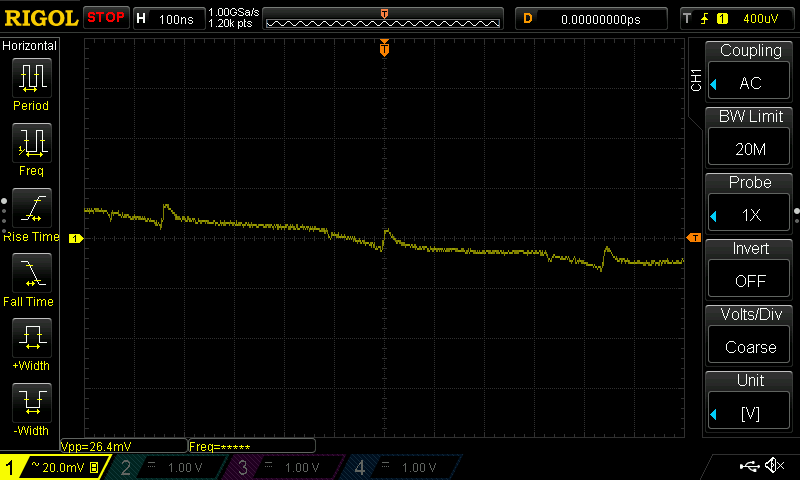 RIGOL STOP H 100ns 1.00GSa/s 1.20k pts T D 0.00000000ps T 1 400uV
Horizontal
Period
Freq
Rise Time
Fall Time
+Width
-Width
T
1
T
CH1
Coupling
AC
BW Limit
20M
Probe
1X
Invert
OFF
Volts/Div
Coarse
Unit
[V]
Vpp=26.4mV Freq=*****
1 ~ 20.0mV B 2 1.00 V 3 1.00 V 4 1.00 V